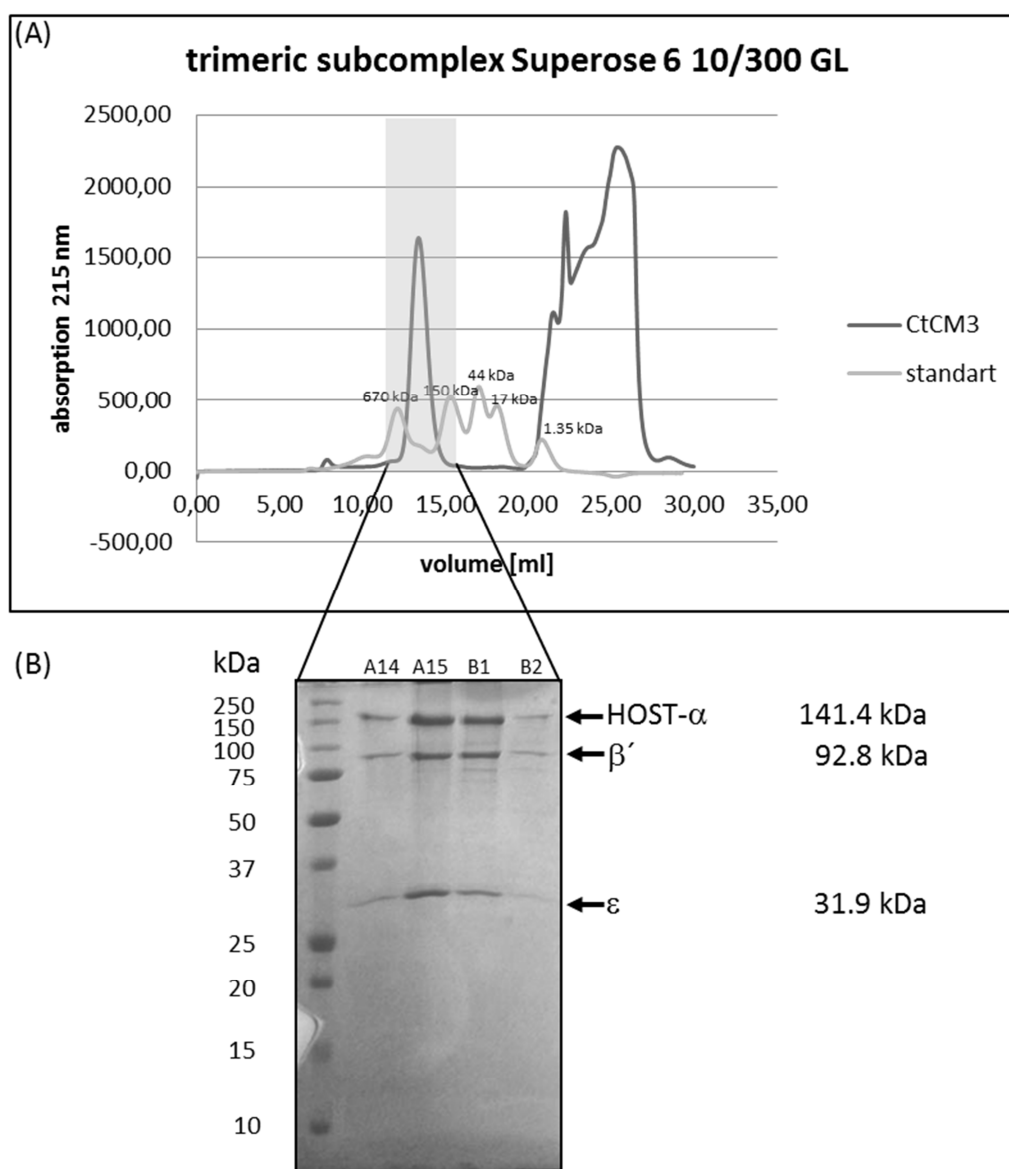 (A)
trimeric subcomplex Superose 6 10/300 GL
2500,00
2000,00
1500,00
1000,00
500,00
0,00
-500,00
absorption 215 nm
670 kDa
150 kDa
44 kDa
17 kDa
1.35 kDa
0,00 5,00 10,00 15,00 20,00 25,00 30,00 35,00
volume [ml]
CtCM3
standart
(B)
kDa
A14 A15 B1 B2
250
150
100
75
50
37
25
20
15
10
HOST-α 141.4 kDa
β´ 92.8 kDa
ε 31.9 kDa